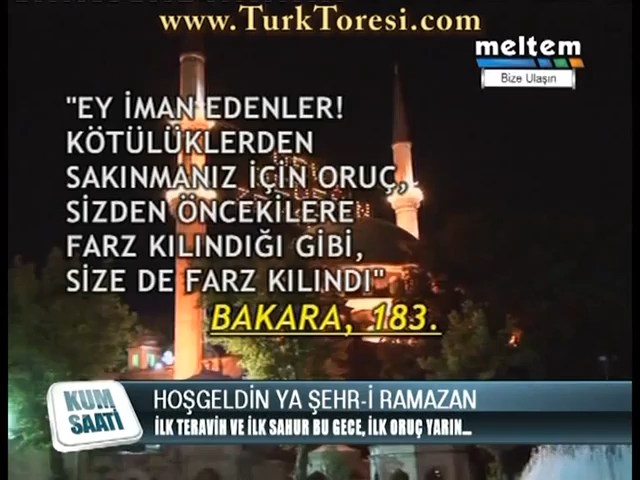 www.TurkToresi.com
meltem
Bize Ulaşın
"EY İMAN EDENLER!
KÖTÜLÜKLERDEN
SAKINMANIZ İÇİN ORUÇ,
SİZDEN ÖNCEKİLERE
FARZ KILINDIĞI GİBİ,
SİZE DE FARZ KILINDI"
BAKARA, 183.
KUM
SAATİ
HOŞGELDİN YA ŞEHR-İ RAMAZAN
İLK TERAVİH VE İLK SAHUR BU GECE, İLK ORUÇ YARIN...